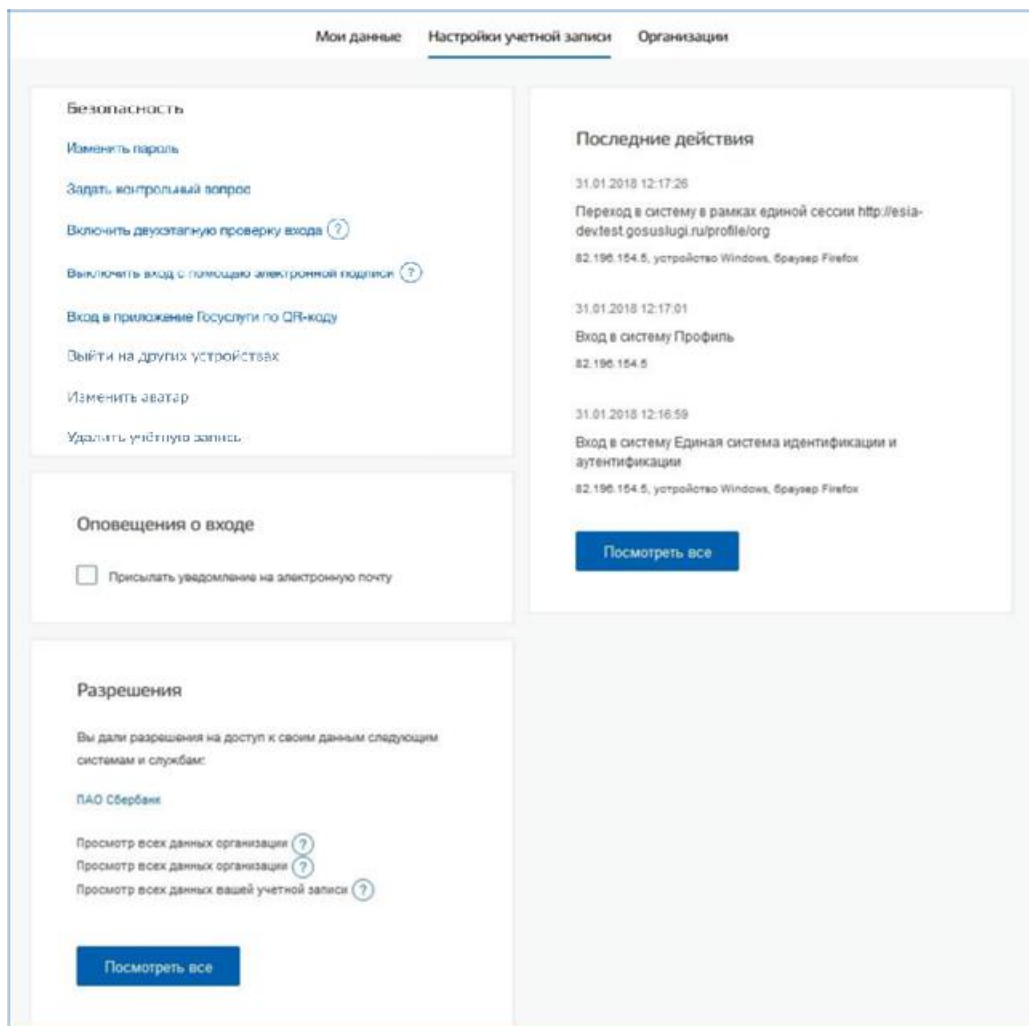 Мои данные Настройки учетной записи Организации
Безопасность
Изменить пароль
Задать контрольный вопрос
Включить двухэтапную проверку входа ?
Выключить вход с помощью электронной подписи ?
Вход в приложение Госуслуги по QR-коду
Выйти на других устройствах
Изменить аватар
Удалить учётную запись
Оповещения о входе
Присылать уведомление на электронную почту
Разрешения
Вы дали разрешения на доступ к своим данным следующим
системам и службам:
ПАО Сбербанк
Просмотр всех данных организации ?
Просмотр всех данных организации ?
Просмотр всех данных вашей учетной записи ?
Посмотреть все
Последние действия
31.01.2018 12:17:26
Переход в систему в рамках единой сессии http://esia-
dev.test.gosuslugi.ru/profile/org
82.196.154.5, устройство Windows, браузер Firefox
31.01.2018 12:17:01
Вход в систему Профиль
82.196.154.5
31.01.2018 12:16:59
Вход в систему Единая система идентификации и
аутентификации
82.196.154.5, устройство Windows, браузер Firefox
Посмотреть все